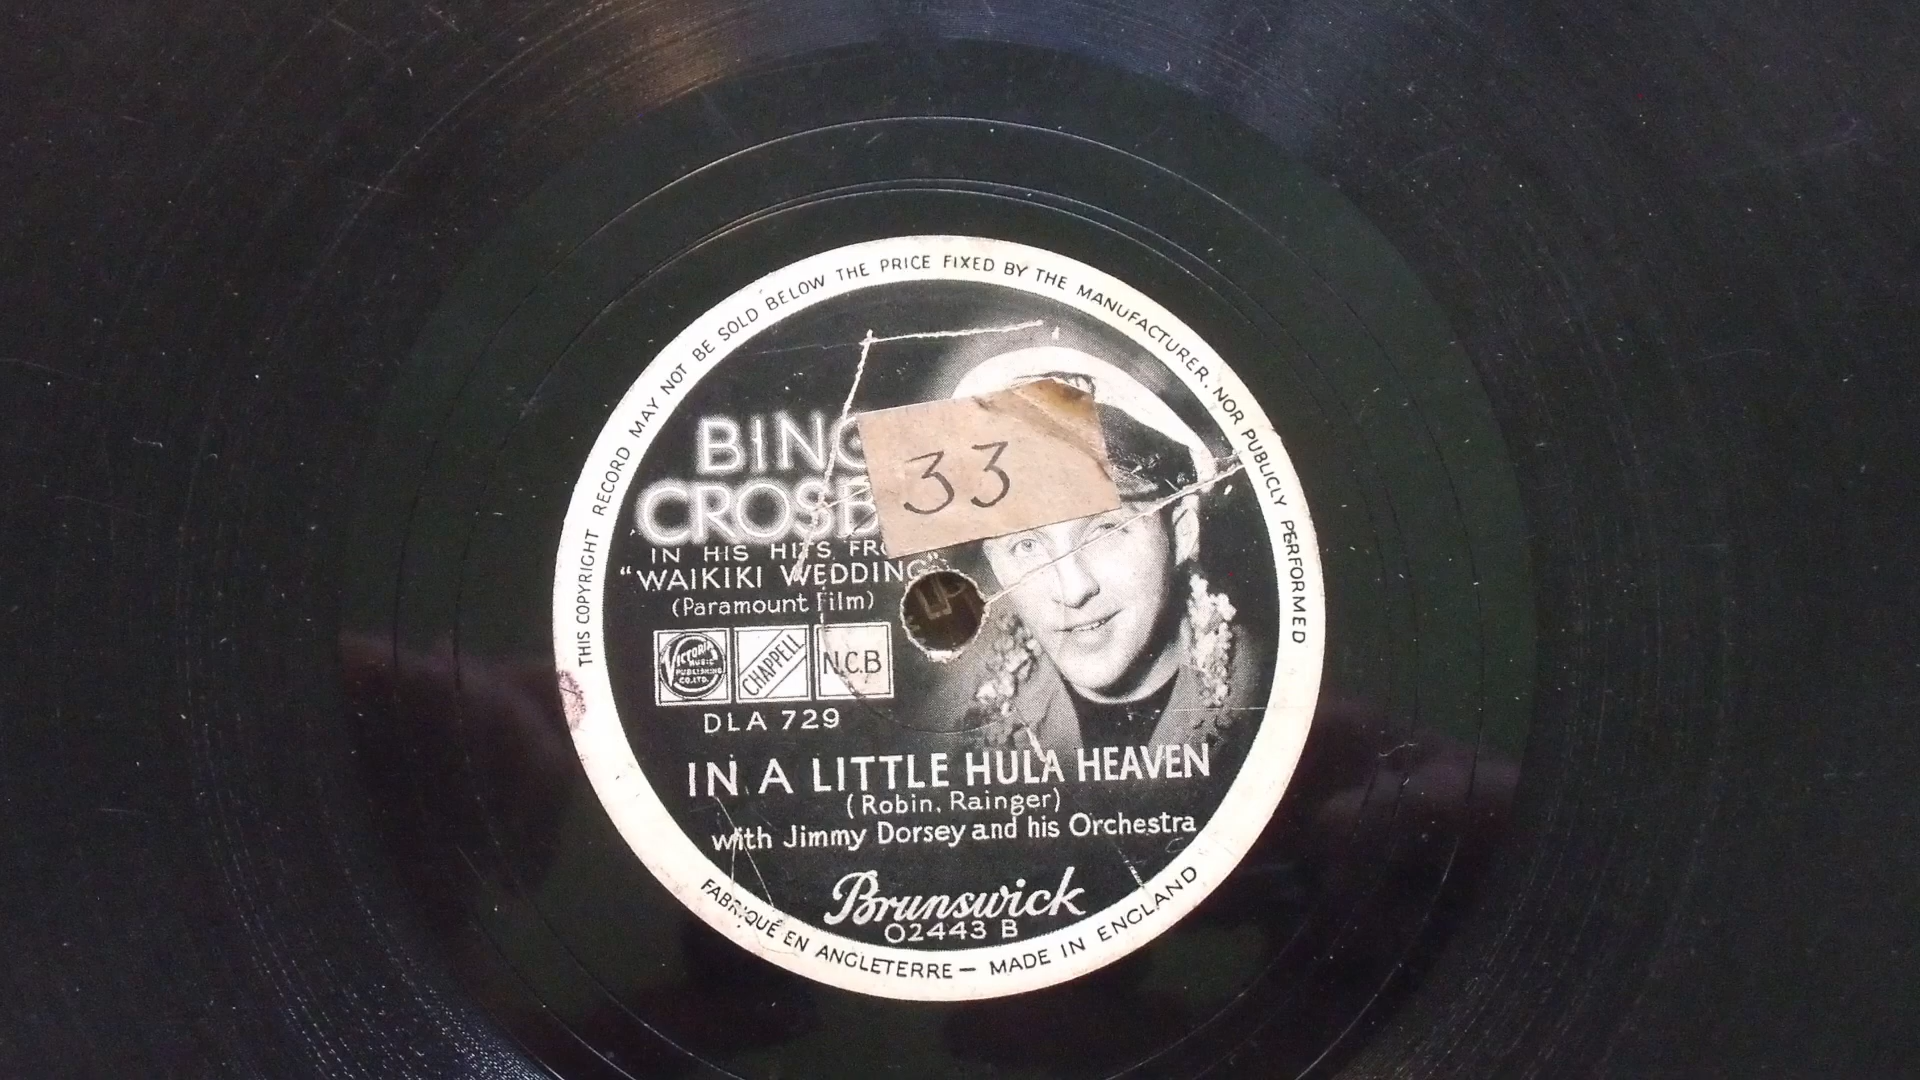 THIS COPYRIGHT RECORD MAY NOT BE SOLD BELOW THE PRICE FIXED BY THE MANUFACTURER. NOR PUBLICLY PERFORMED
33
BING
CROSB
IN HIS HITS FRO
"WAIKIKI WEDDING"
(Paramount Film)
VICTORIA MUSIC PUBLISHING CO. LTD. CHAPPELL N.C.B
DLA 729
IN A LITTLE HULA HEAVEN
(Robin, Rainger)
with Jimmy Dorsey and his Orchestra
Brunswick
02443 B
FABRIQUÉ EN ANGLETERRE — MADE IN ENGLAND